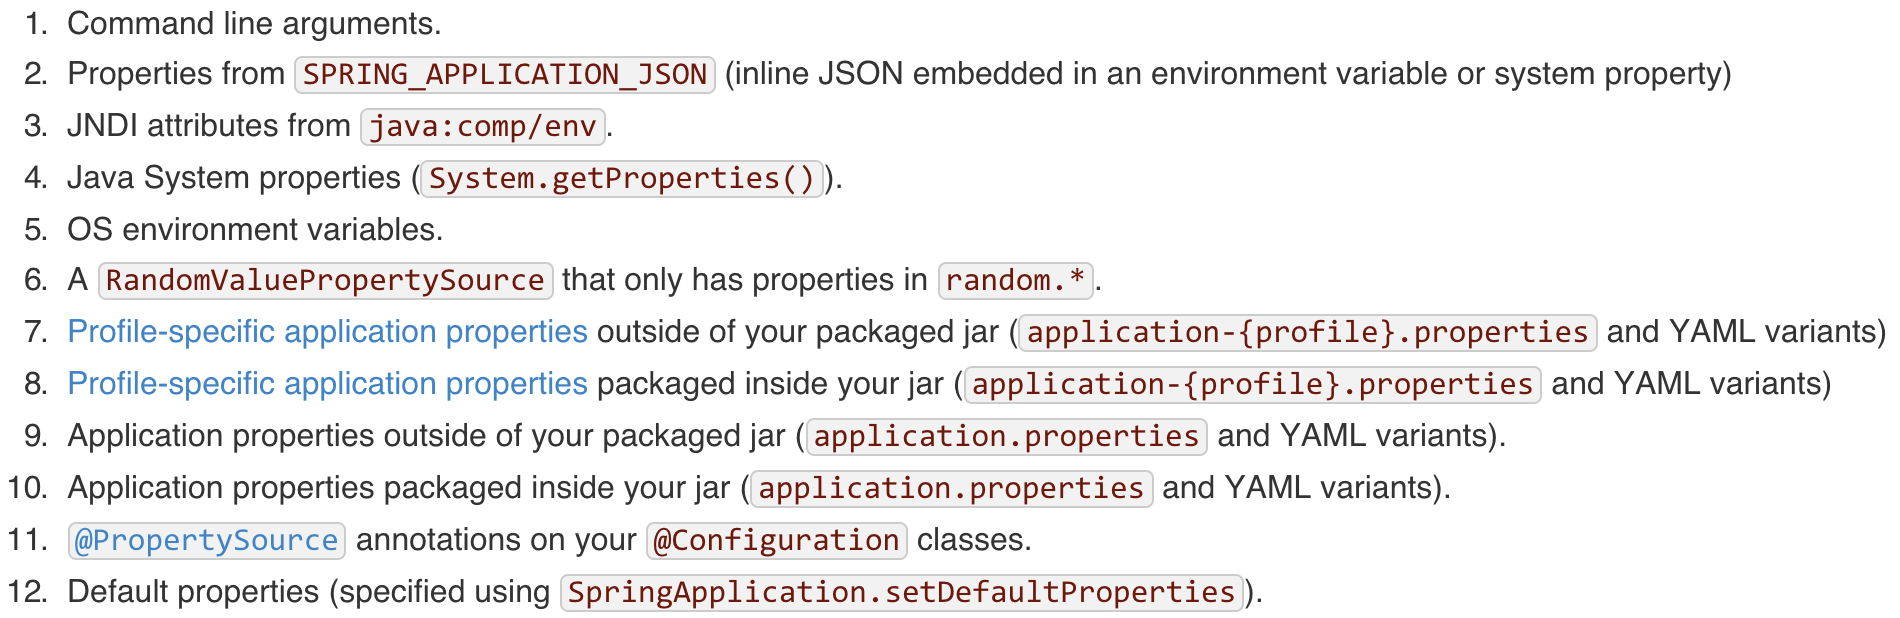 1. Command line arguments.
2. Properties from SPRING_APPLICATION_JSON (inline JSON embedded in an environment variable or system property)
3. JNDI attributes from java:comp/env.
4. Java System properties (System.getProperties()).
5. OS environment variables.
6. A RandomValuePropertySource that only has properties in random.*.
7. Profile-specific application properties outside of your packaged jar (application-{profile}.properties and YAML variants)
8. Profile-specific application properties packaged inside your jar (application-{profile}.properties and YAML variants)
9. Application properties outside of your packaged jar (application.properties and YAML variants).
10. Application properties packaged inside your jar (application.properties and YAML variants).
11. @PropertySource annotations on your @Configuration classes.
12. Default properties (specified using SpringApplication.setDefaultProperties).